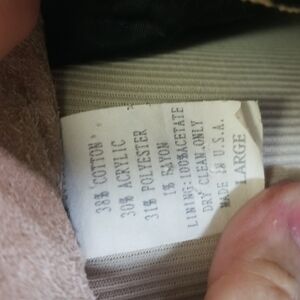 38% COTTON
30% ACRYLIC
31% POLYESTER
1% RAYON
LINING:100%ACETATE
DRY CLEAN ONLY
MADE IN U.S.A.
LARGE